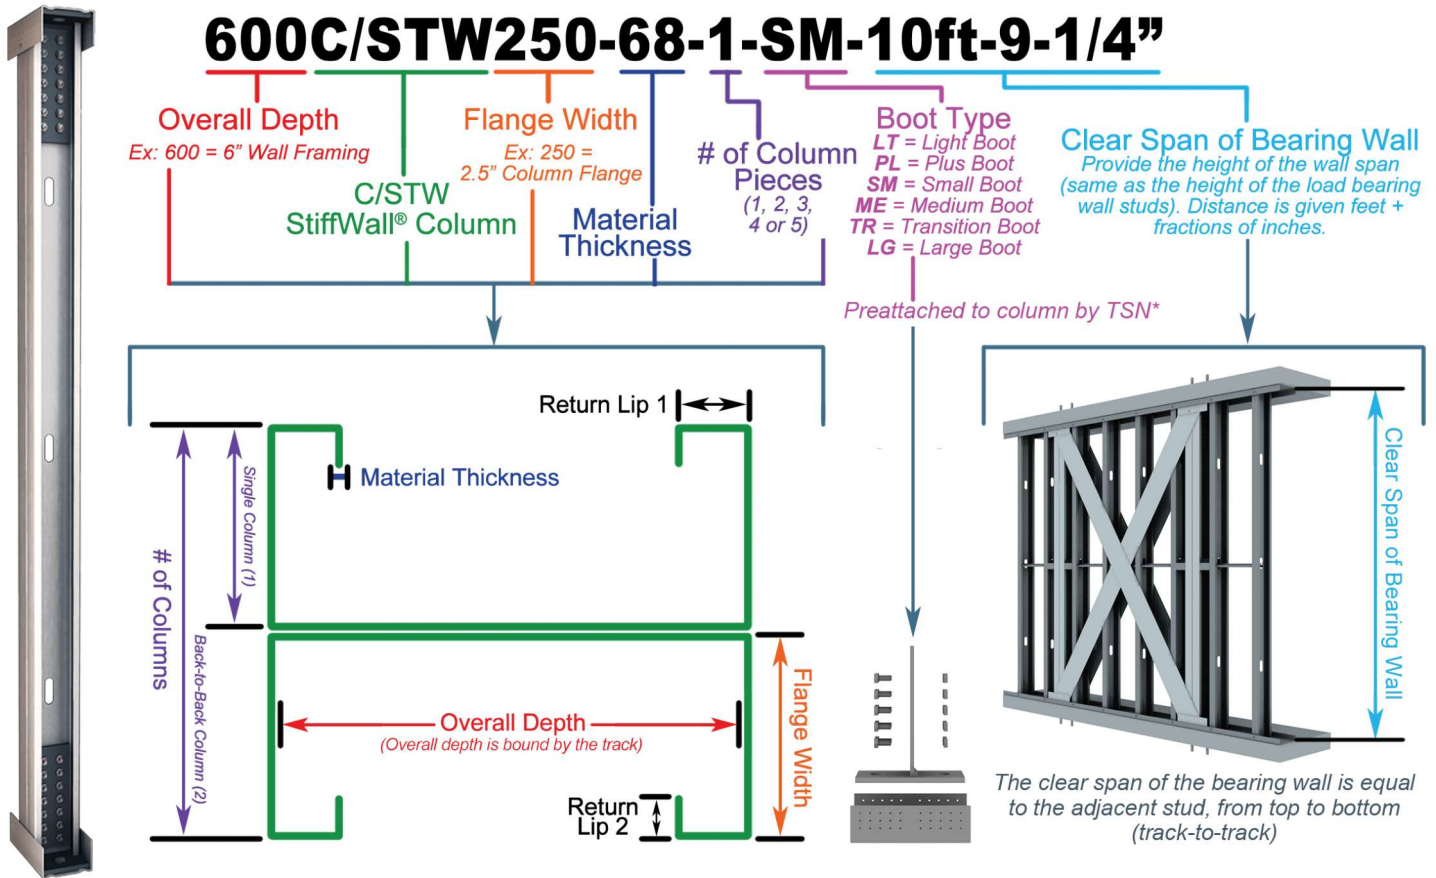 600C/STW250-68-1-SM-10ft-9-1/4”
Overall Depth
Ex: 600 = 6” Wall Framing
C/STW
StiffWall® Column
Flange Width
Ex: 250 =
2.5” Column Flange
Material
Thickness
# of Column
Pieces
(1, 2, 3,
4 or 5)
Boot Type
LT = Light Boot
PL = Plus Boot
SM = Small Boot
ME = Medium Boot
TR = Transition Boot
LG = Large Boot
Preattached to column by TSN*
Clear Span of Bearing Wall
Provide the height of the wall span
(same as the height of the load bearing
wall studs). Distance is given feet +
fractions of inches.
Return Lip 1
Material Thickness
Single Column (1)
# of Columns
Back-to-Back Column (2)
Overall Depth
(Overall depth is bound by the track)
Flange Width
Return
Lip 2
Clear Span of Bearing Wall
The clear span of the bearing wall is equal
to the adjacent stud, from top to bottom
(track-to-track)